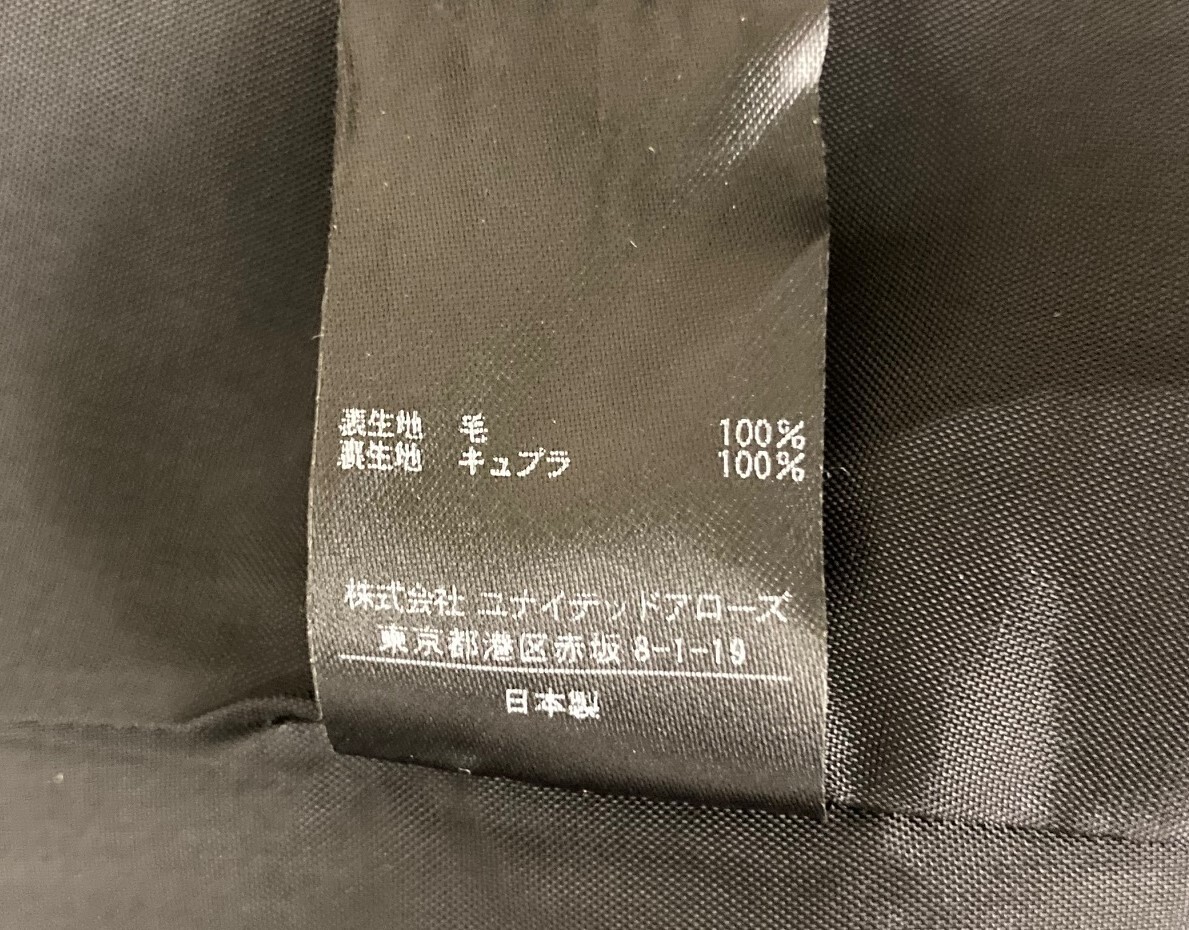 表生地 毛 100%
裏生地 キュプラ 100%
株式会社 ユナイテッドアローズ
東京都港区赤坂 8-1-19
日本製